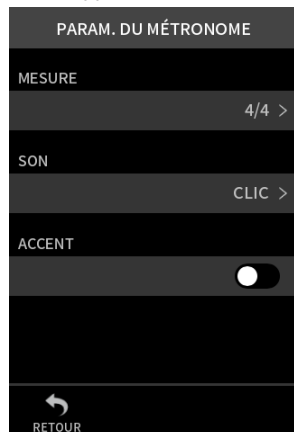 PARAM. DU MÉTRONOME
MESURE
4/4 >
SON
CLIC >
ACCENT
RETOUR